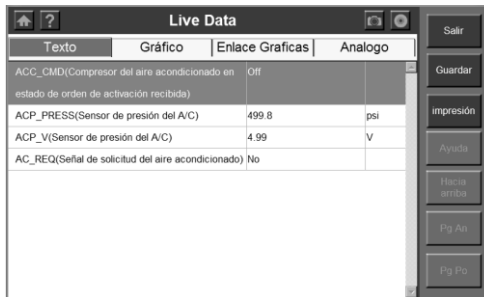 ? Live Data
Salir
Texto Gráfico Enlace Graficas Analogo
ACC_CMD(Compresor del aire acondicionado en Off
estado de orden de activación recibida)
Guardar
ACP_PRESS(Sensor de presión del A/C) 499.8 psi
impresión
ACP_V(Sensor de presión del A/C) 4.99 V
AC_REQ(Señal de solicitud del aire acondicionado) No
Ayuda
Hacia
arriba
Pg An
Pg Po